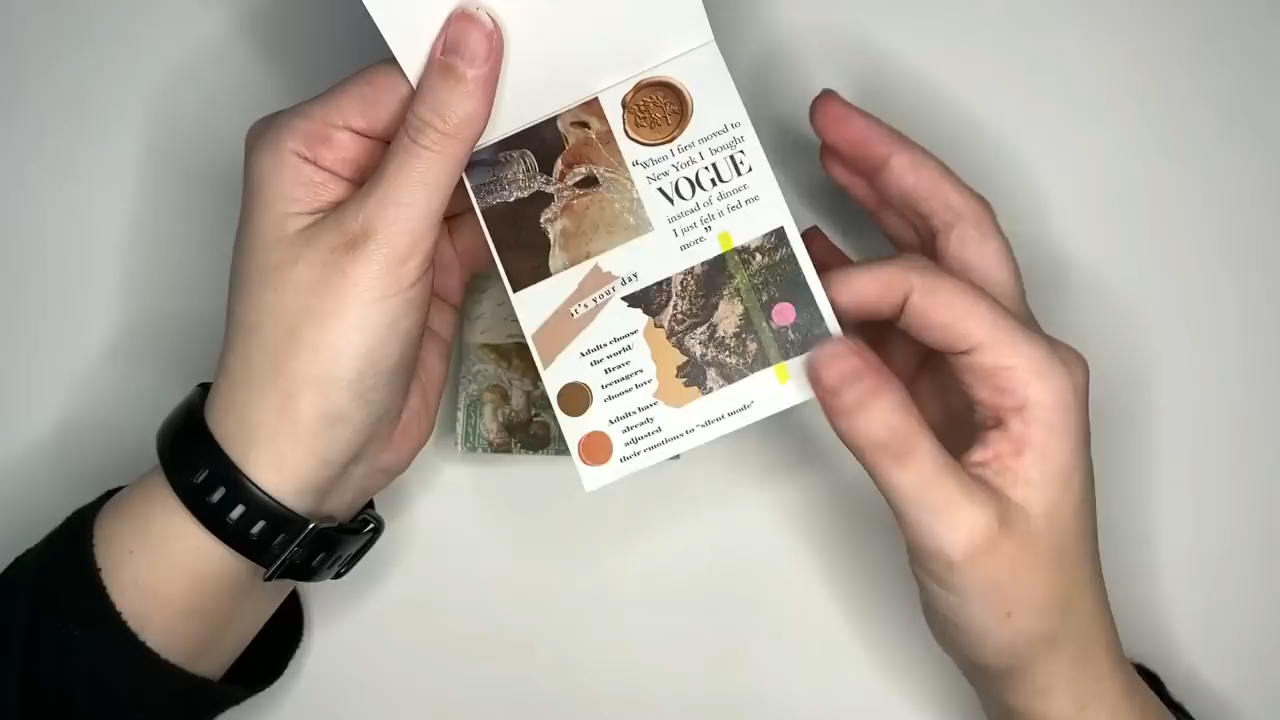 “When I first moved to
New York I bought
VOGUE
instead of dinner.
I just felt it fed me
more.”
it's your day
Adults choose
the world/
Brave
teenagers
choose love
Adults have
already
adjusted
their emotions to "silent mode"